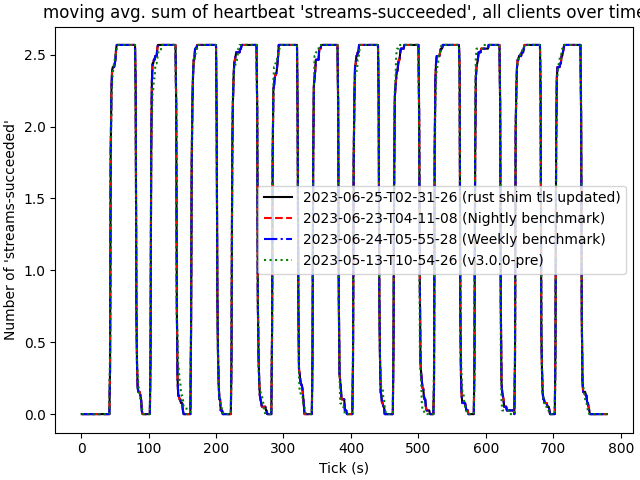 moving avg. sum of heartbeat 'streams-succeeded', all clients over time
2.5
2.0
1.5
1.0
0.5
0.0
Number of 'streams-succeeded'
2023-06-25-T02-31-26 (rust shim tls updated)
2023-06-23-T04-11-08 (Nightly benchmark)
2023-06-24-T05-55-28 (Weekly benchmark)
2023-05-13-T10-54-26 (v3.0.0-pre)
0 100 200 300 400 500 600 700 800
Tick (s)